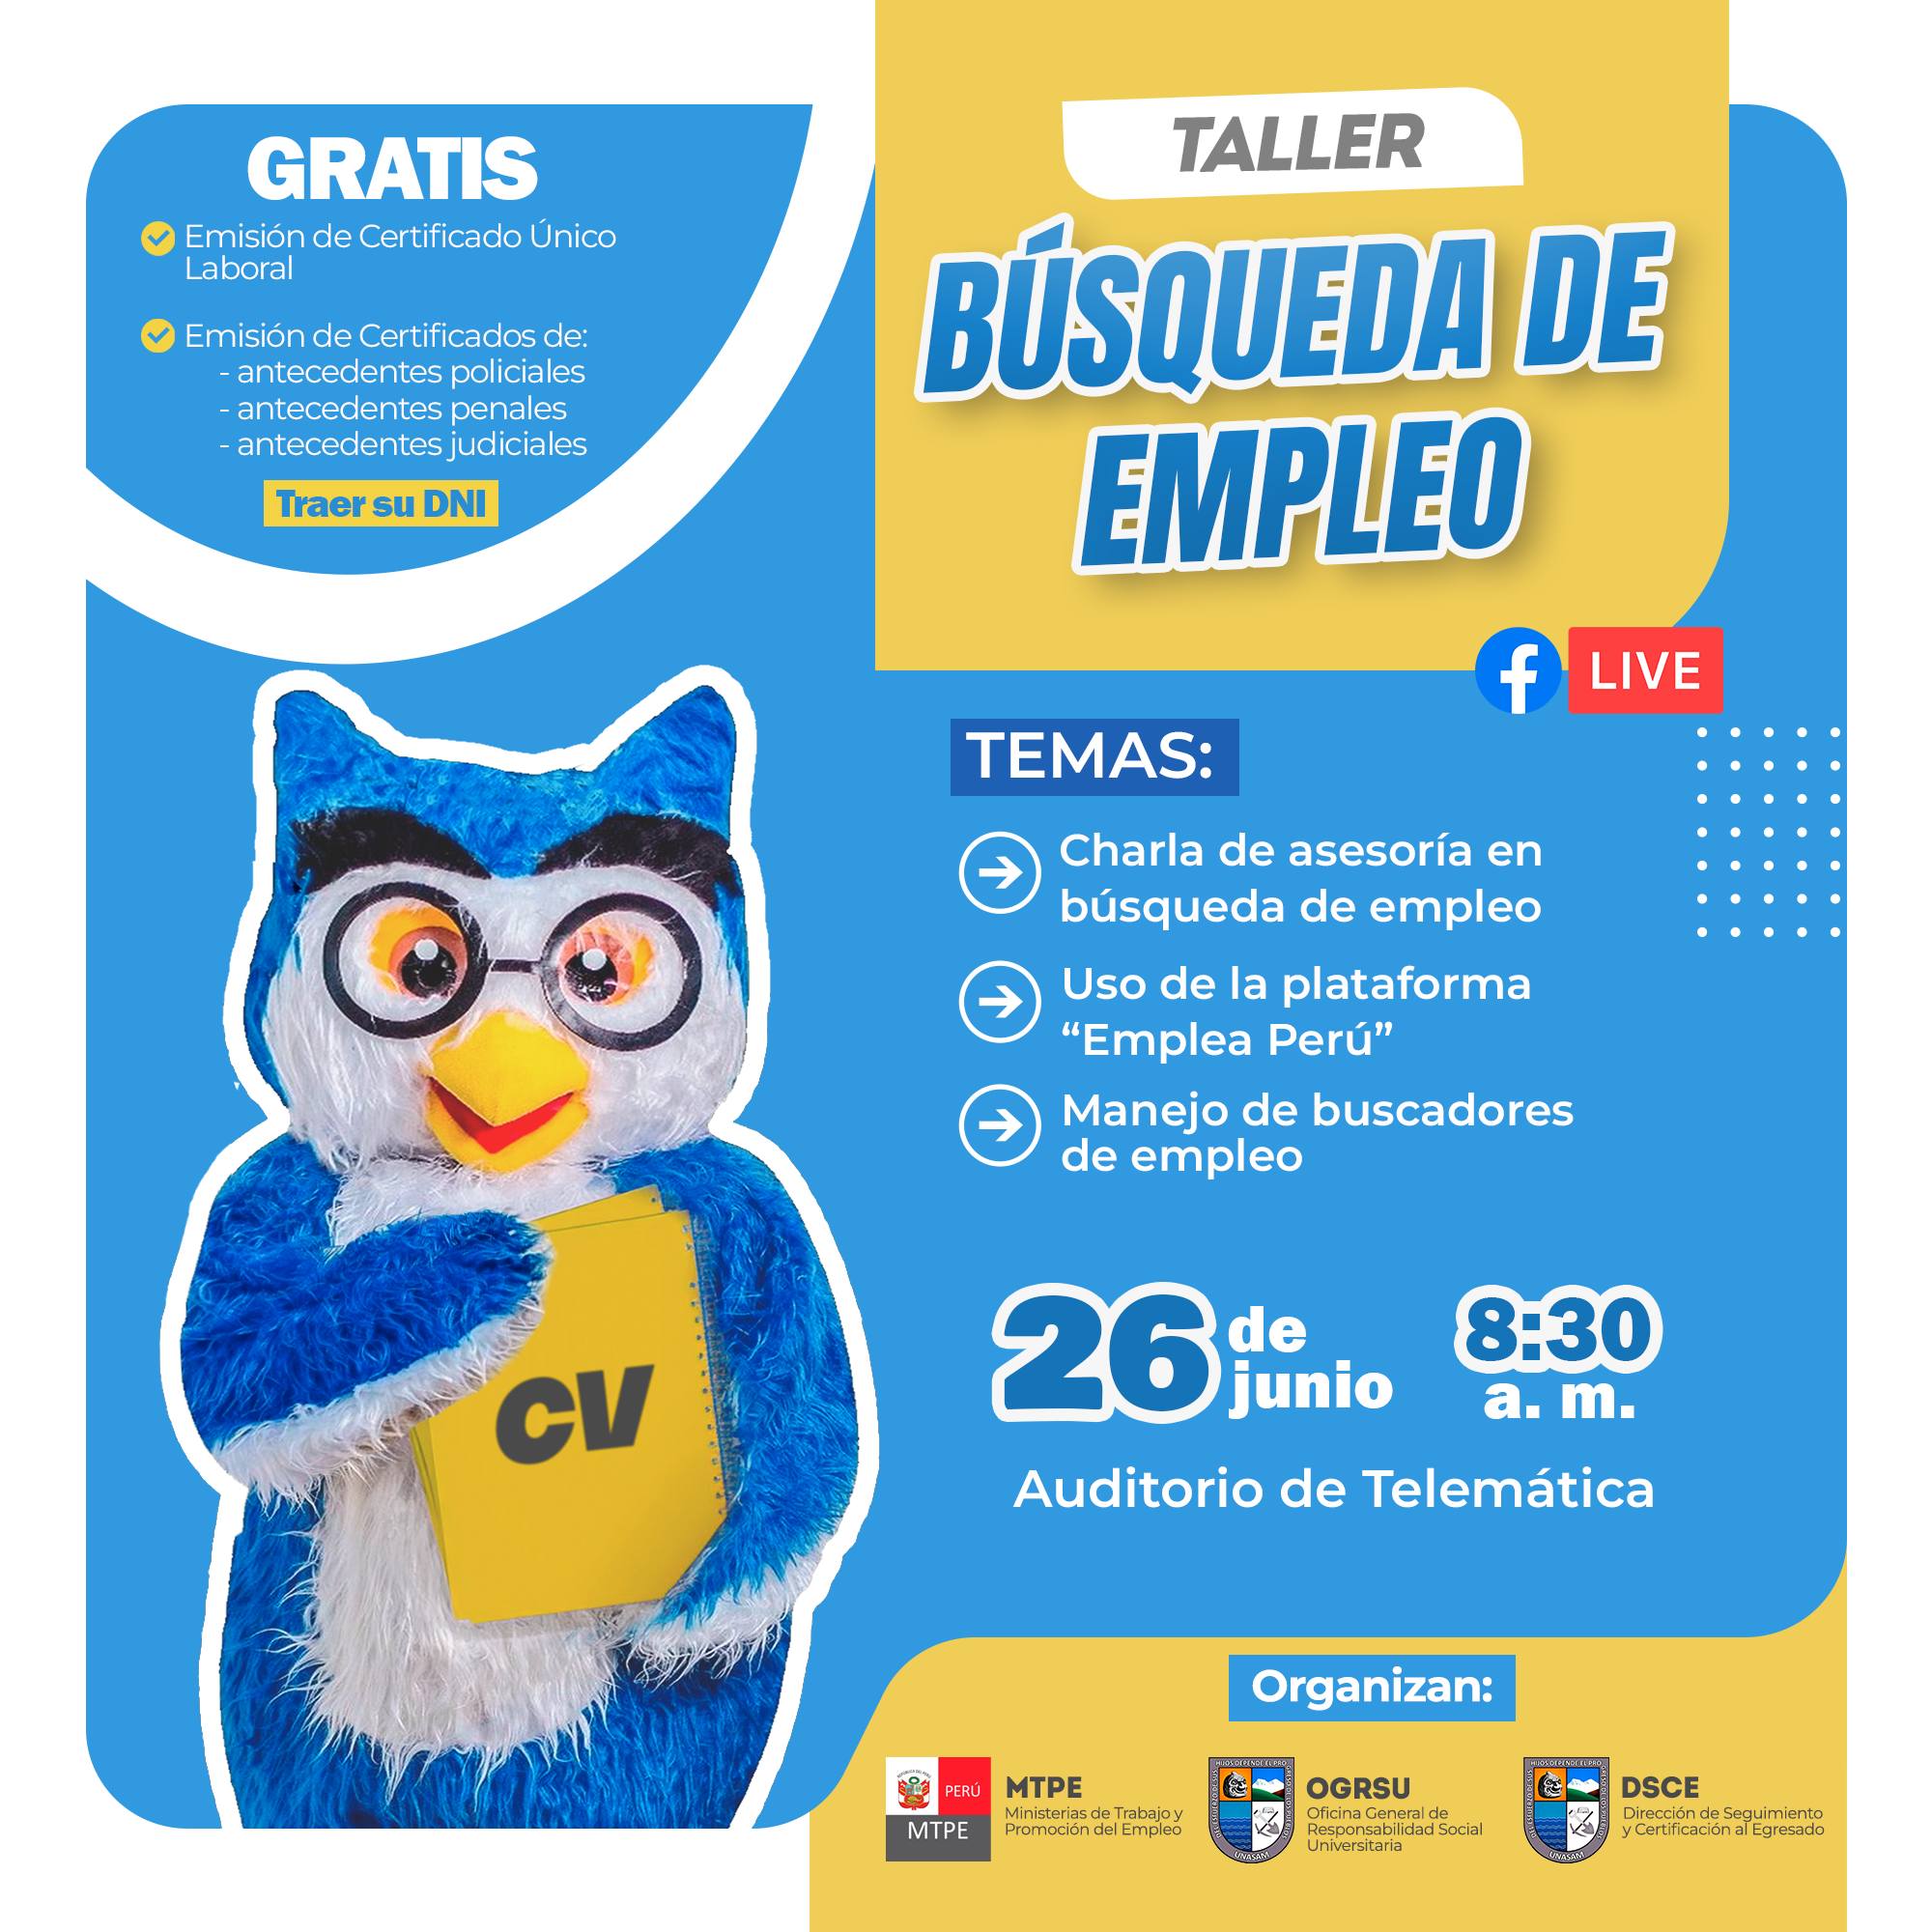 GRATIS
Emisión de Certificado Único
Laboral
Emisión de Certificados de:
- antecedentes policiales
- antecedentes penales
- antecedentes judiciales
Traer su DNI
TALLER
BÚSQUEDA DE
EMPLEO
f LIVE
TEMAS:
Charla de asesoría en
búsqueda de empleo
Uso de la plataforma
“Emplea Perú”
Manejo de buscadores
de empleo
26 de junio
8:30 a. m.
Auditorio de Telemática
CV
Organizan:
PERÚ
MTPE
MTPE
Ministerias de Trabajo y
Promoción del Empleo
UNASAM
OGRSU
Oficina General de
Responsabilidad Social
Universitaria
UNASAM
DSCE
Dirección de Seguimiento
y Certificación al Egresado